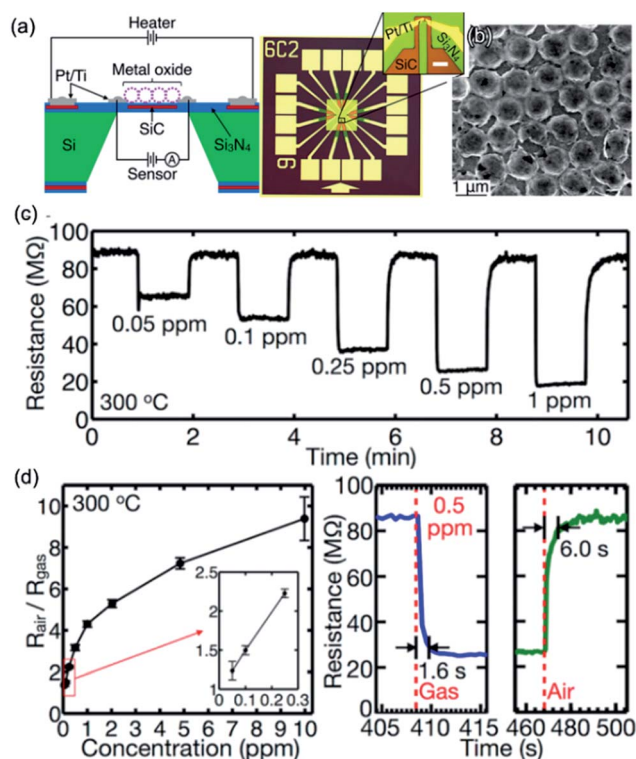 (a)
Heater
Pt/Ti
Metal oxide
Si
SiC
Si₃N₄
Sensor
A
6C2
9
Pt/Ti
Si₃N₄
SiC
(b)
1 μm
(c)
Resistance (MΩ)
100
80
60
40
20
0
0.05 ppm
0.1 ppm
0.25 ppm
0.5 ppm
1 ppm
300 °C
0 2 4 6 8 10
Time (min)
(d)
300 °C
R_air / R_gas
10
8
6
4
2
0
2.5
2
1.5
1
0 0.1 0.2 0.3
0 1 2 3 4 5 6 7 8 9 10
Concentration (ppm)
Resistance (MΩ)
100
80
60
40
20
0
0.5
ppm
1.6 s
Gas
405 410 415
6.0 s
Air
460 480 500
Time (s)